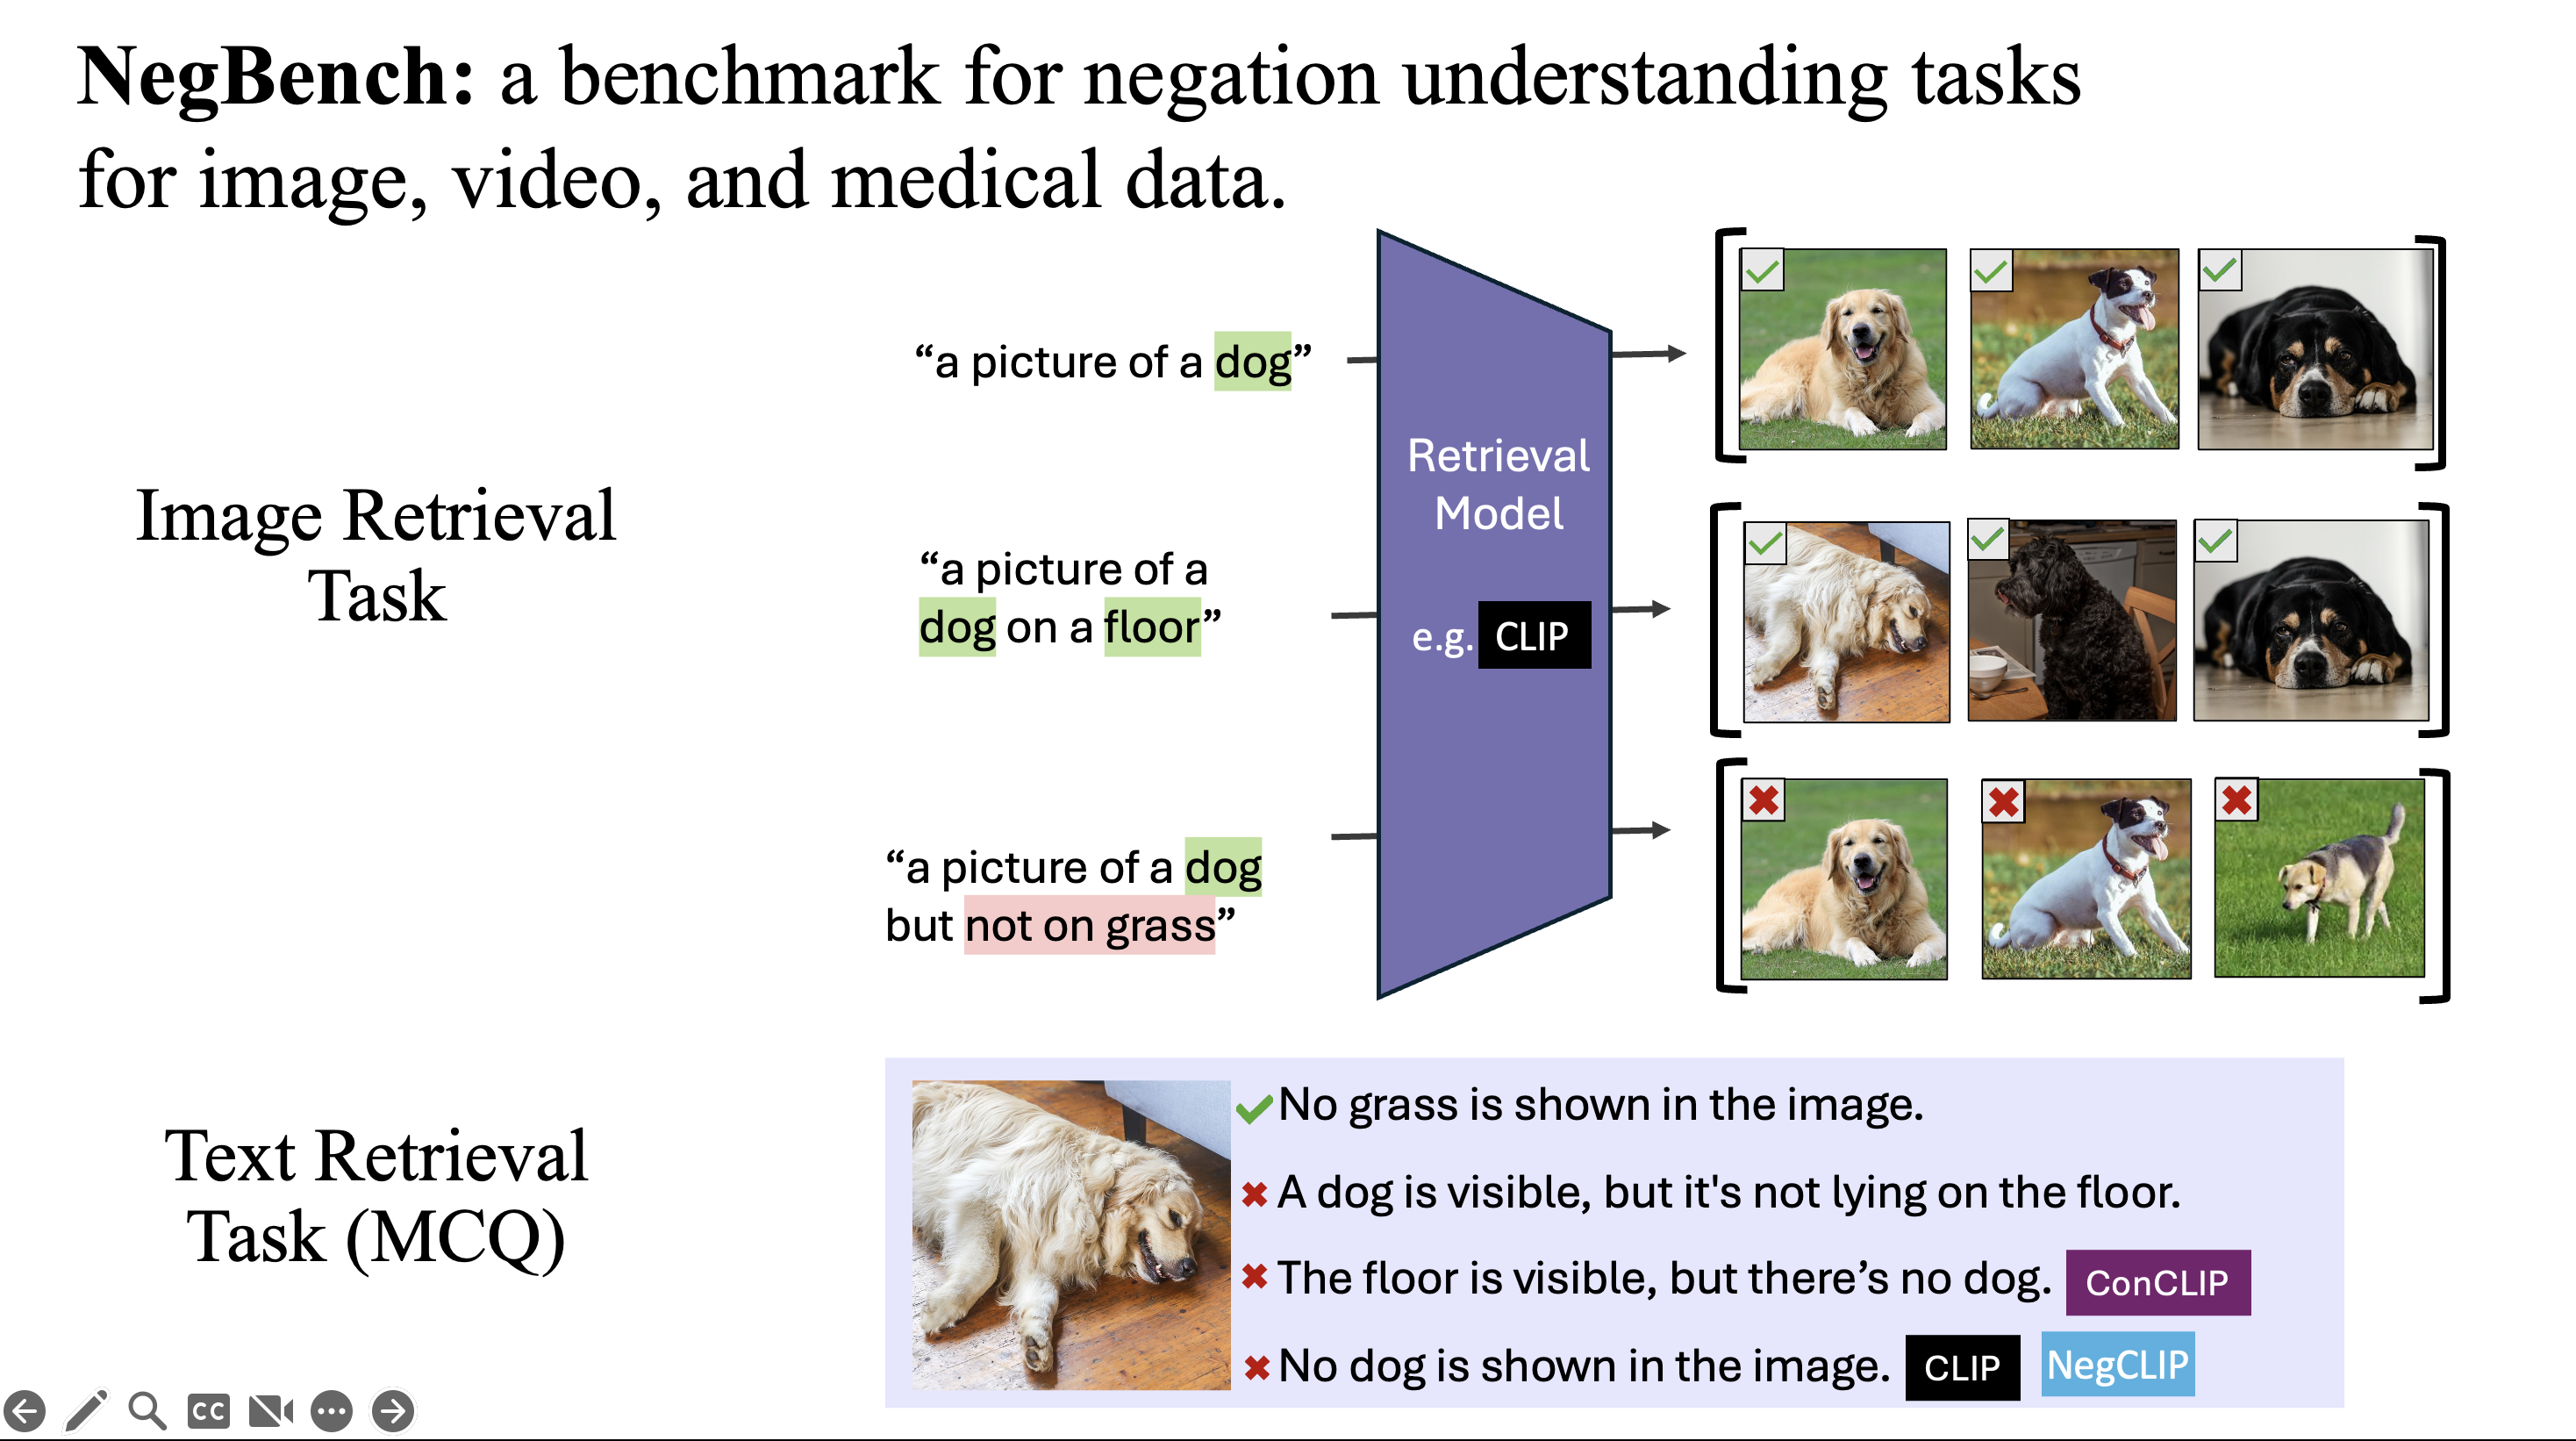 NegBench: a benchmark for negation understanding tasks
for image, video, and medical data.
Image Retrieval
Task
“a picture of a dog”
“a picture of a
dog on a floor”
“a picture of a dog
but not on grass”
Retrieval
Model
e.g. CLIP
Text Retrieval
Task (MCQ)
No grass is shown in the image.
A dog is visible, but it's not lying on the floor.
The floor is visible, but there’s no dog. ConCLIP
No dog is shown in the image. CLIP NegCLIP
CC